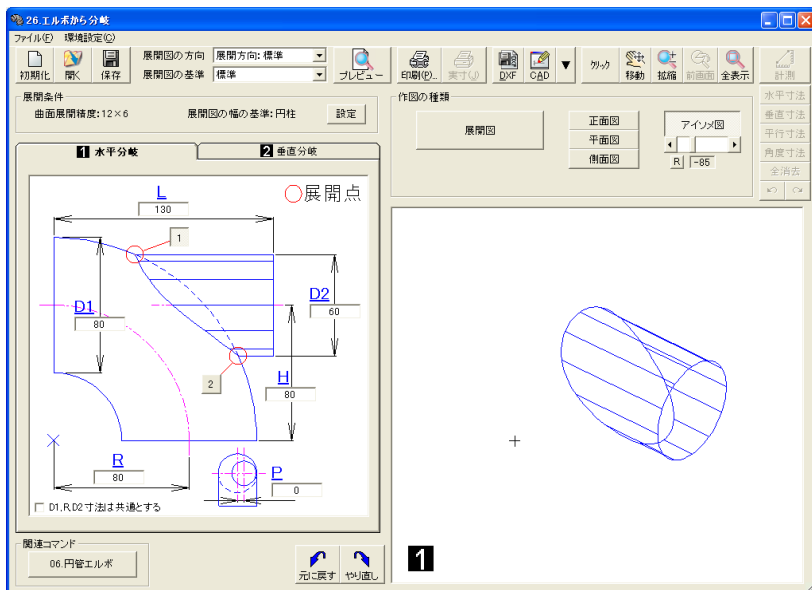 26.エルボから分岐
ファイル(F) 環境設定(C)
初期化 開く 保存
展開図の方向 展開方向: 標準
展開図の基準 標準
プレビュー 印刷(P)... 実寸(J) DXF CAD ▼ クリック 移動 拡縮 前画面 全表示 計測
展開条件
曲面展開精度:12×6 展開図の幅の基準:円柱 設定
作図の種類
展開図
正面図
平面図
側面図
アイソメ図
R -85
水平寸法
垂直寸法
平行寸法
角度寸法
全消去
1 水平分岐 2 垂直分岐
○展開点
L
130
1
D1
80
D2
60
2
H
80
R
80
P
0
D1,R,D2寸法は共通とする
関連コマンド
06.円管エルボ
元に戻す やり直し
1